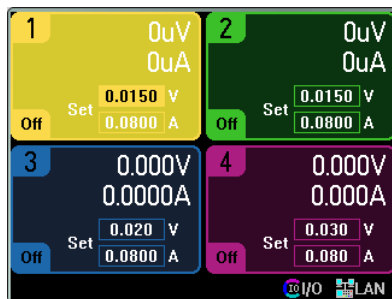 1 0uV
0uA
Set 0.0150 V
Off 0.0800 A
2 0uV
0uA
Set 0.0150 V
Off 0.0800 A
3 0.000V
0.0000A
Set 0.020 V
Off 0.0800 A
4 0.000V
0.000A
Set 0.030 V
Off 0.080 A
IO I/O LAN